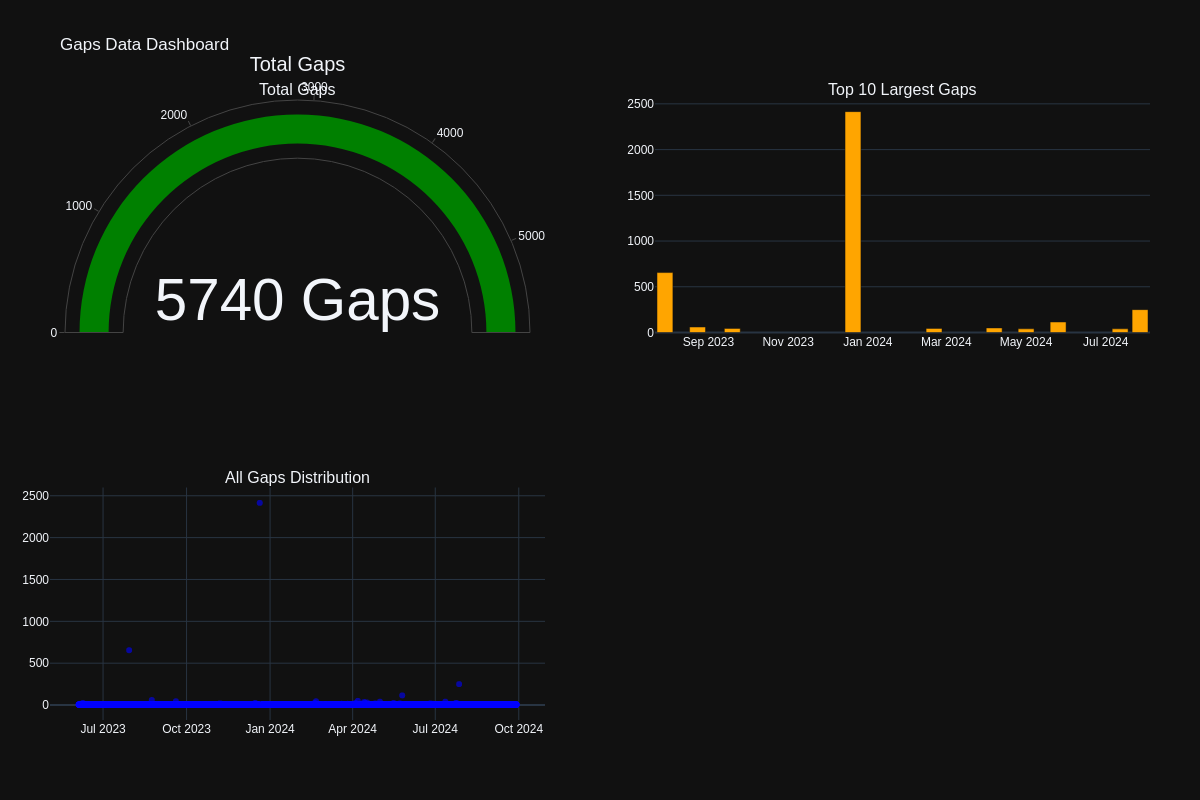 Gaps Data Dashboard
Total Gaps
Total Gaps
0
1000
2000
3000
4000
5000
5740 Gaps
Top 10 Largest Gaps
2500
2000
1500
1000
500
0
Sep 2023 Nov 2023 Jan 2024 Mar 2024 May 2024 Jul 2024
All Gaps Distribution
2500
2000
1500
1000
500
0
Jul 2023 Oct 2023 Jan 2024 Apr 2024 Jul 2024 Oct 2024